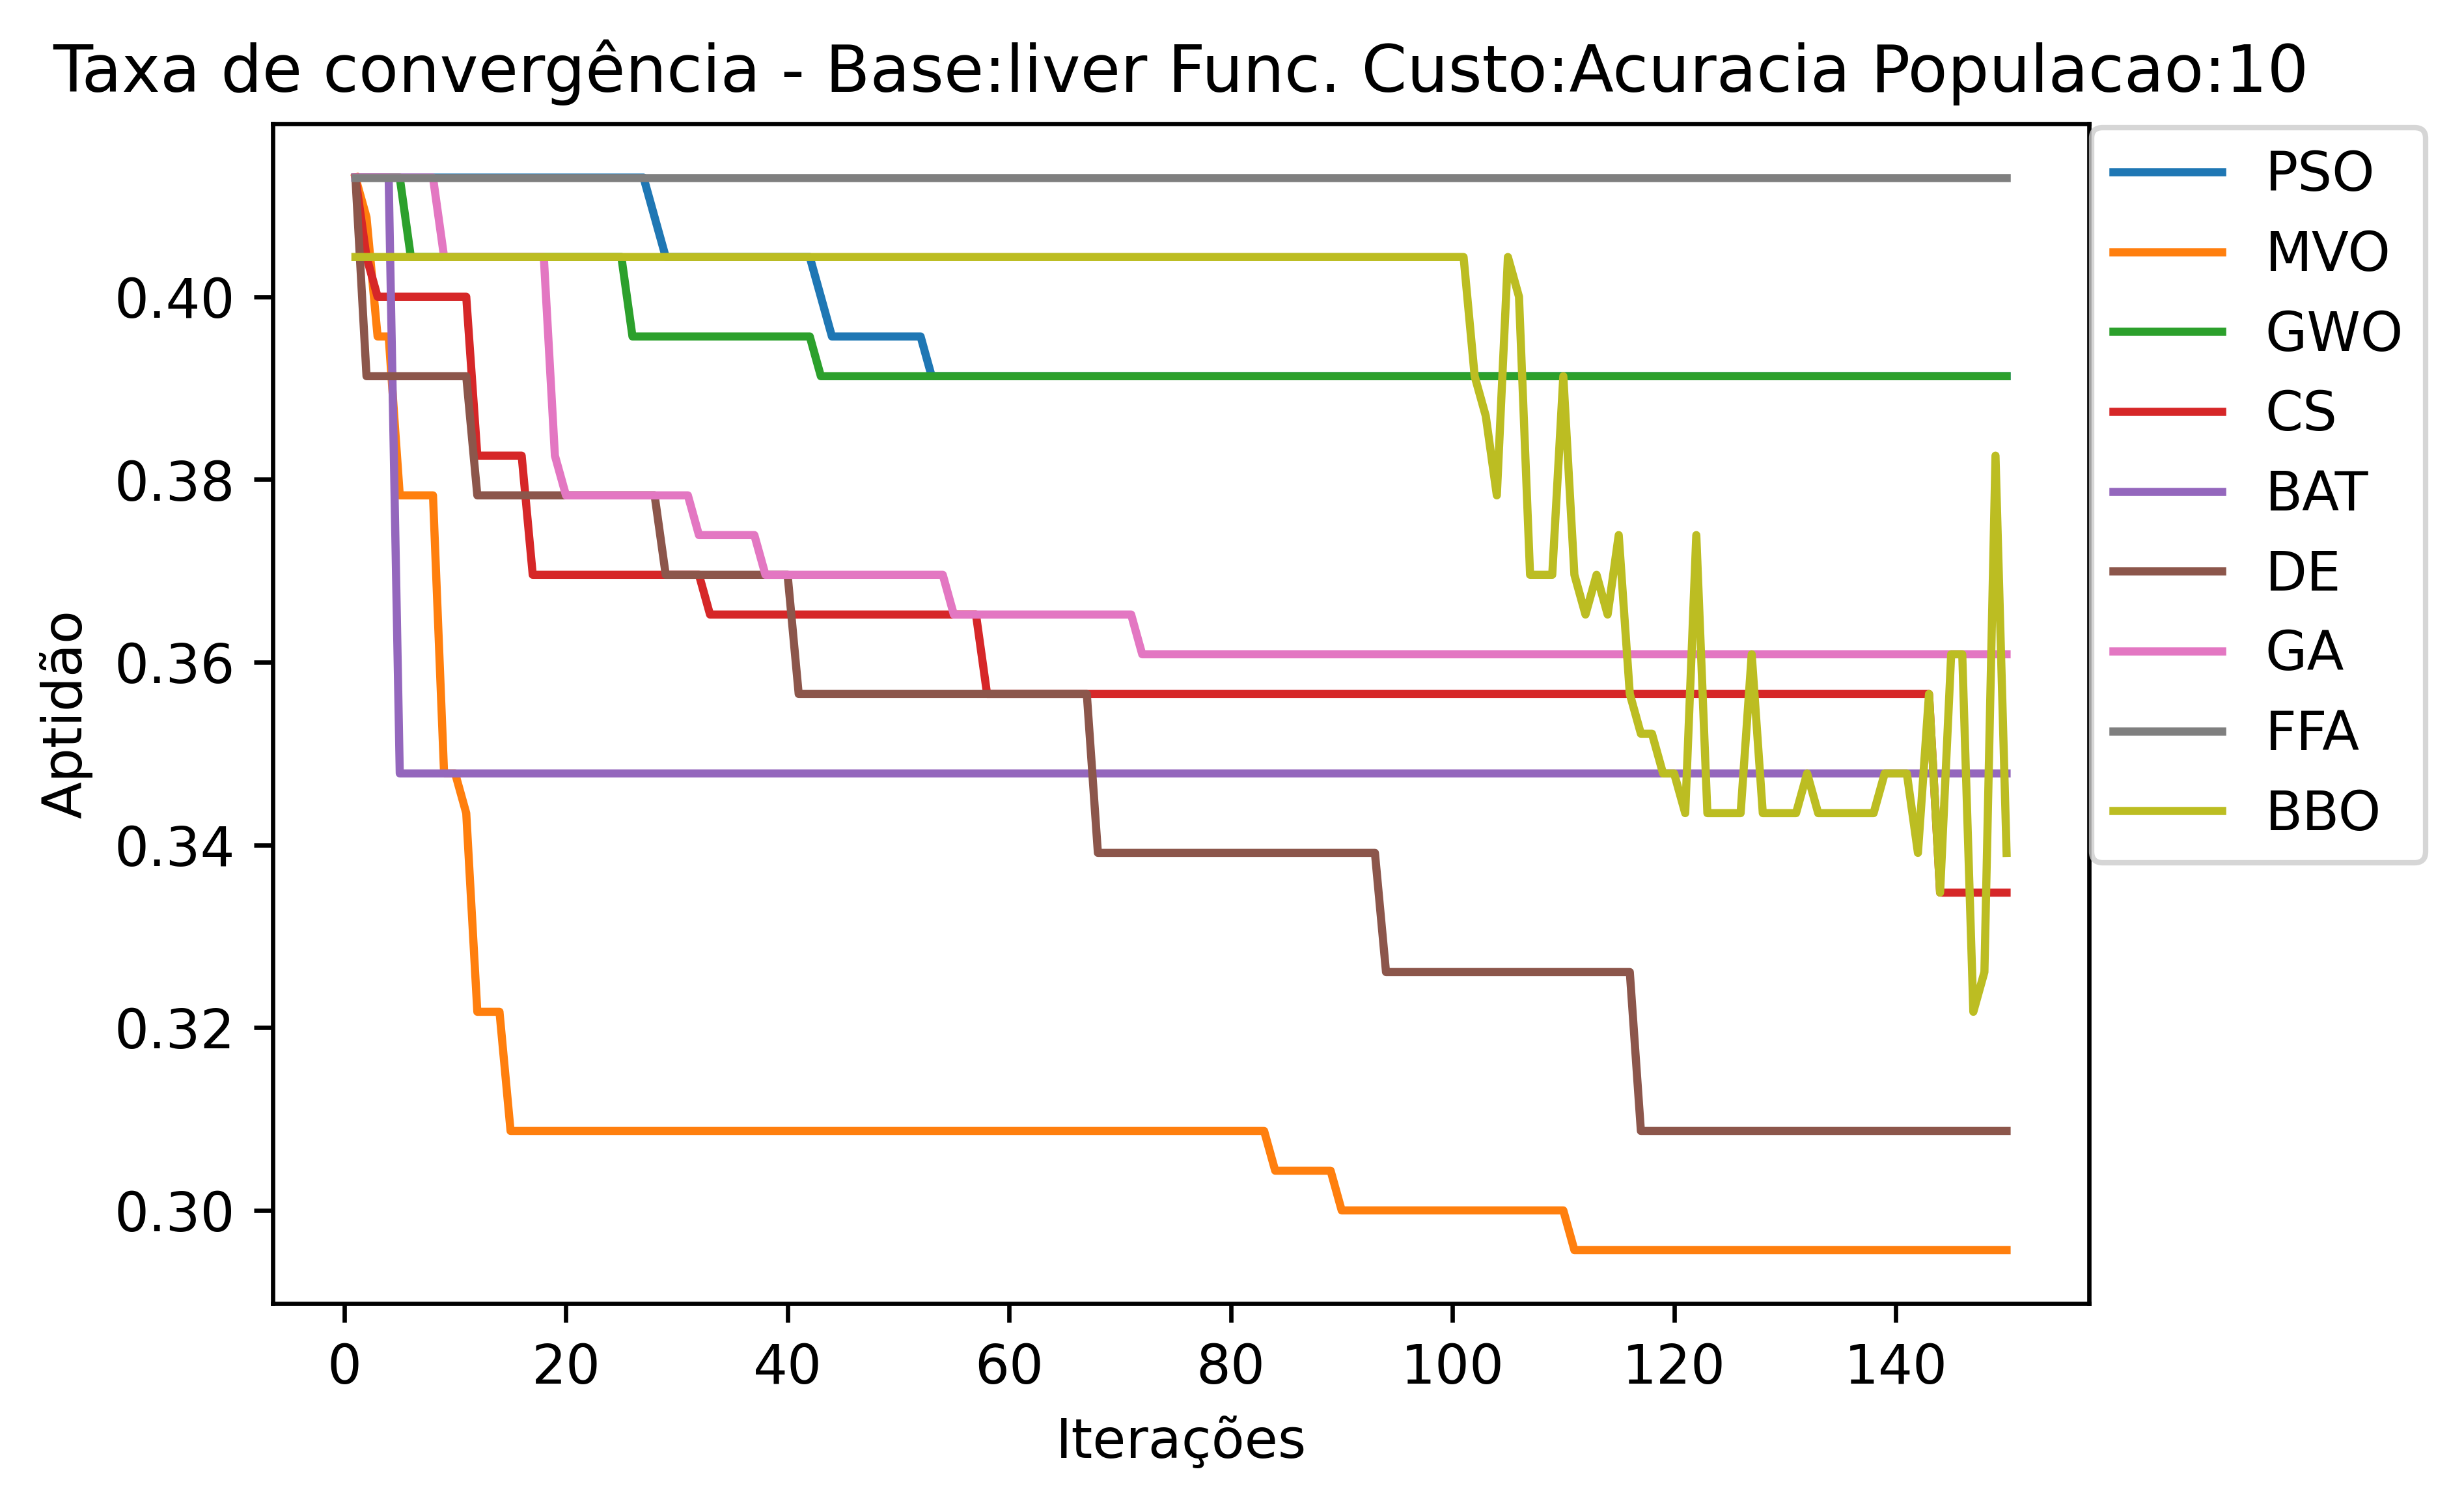 Taxa de convergência - Base:liver Func. Custo:Acuracia Populacao:10
PSO
MVO
GWO
CS
BAT
DE
GA
FFA
BBO
Aptidão
0.40
0.38
0.36
0.34
0.32
0.30
0 20 40 60 80 100 120 140
Iterações